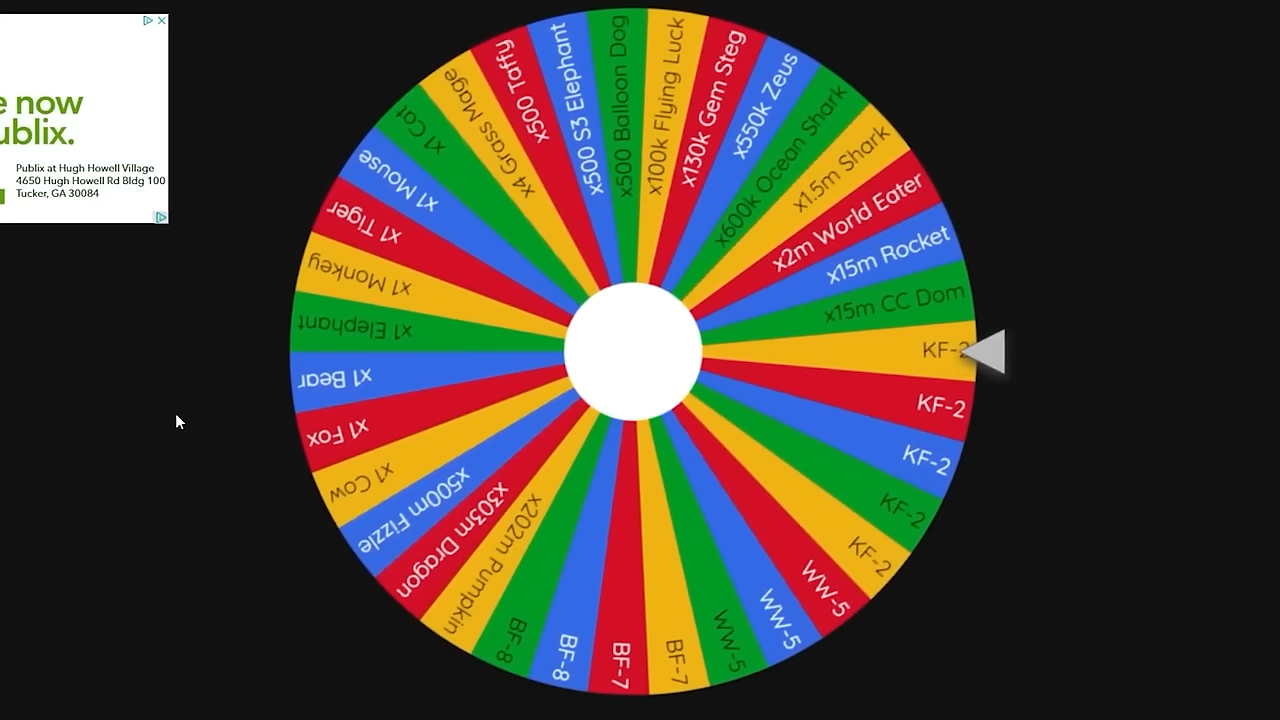 e now
ublix.
Publix at Hugh Howell Village
4650 Hugh Howell Rd Bldg 100
Tucker, GA 30084
x500 Balloon Dog
x100k Flying Luck
x130k Gem Steg
x550k Zeus
x600k Ocean Shark
x1.5m Shark
x2m World Eater
x15m Rocket
x15m CC Dom
KF-2
KF-2
KF-2
KF-2
KF-2
WW-5
WW-5
WW-5
BF-7
BF-7
BF-8
BF-8
x202m Pumpkin
x303m Dragon
x500m Fizzle
x1 Cow
x1 Fox
x1 Bear
x1 Elephant
x1 Monkey
x1 Tiger
x1 Mouse
x1 Cat
x4 Grass Mage
x500 Taffy
x500 S3 Elephant